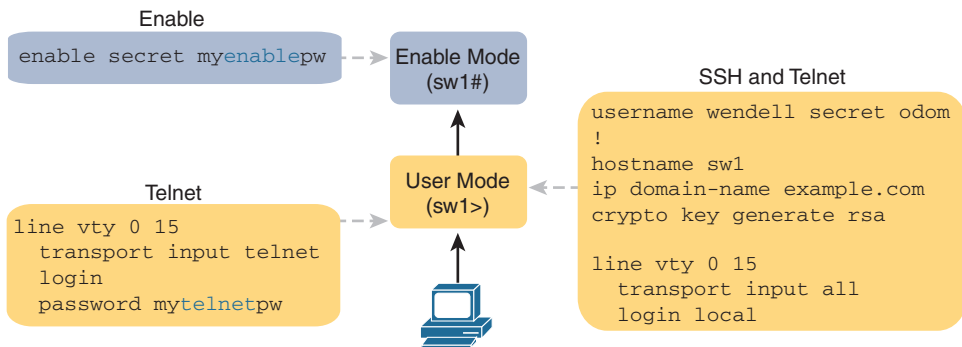 Enable
enable secret myenablepw
Enable Mode
(sw1#)
User Mode
(sw1>)
Telnet
line vty 0 15
  transport input telnet
  login
  password mytelnetpw
SSH and Telnet
username wendell secret odom
!
hostname sw1
ip domain-name example.com
crypto key generate rsa

line vty 0 15
  transport input all
  login local